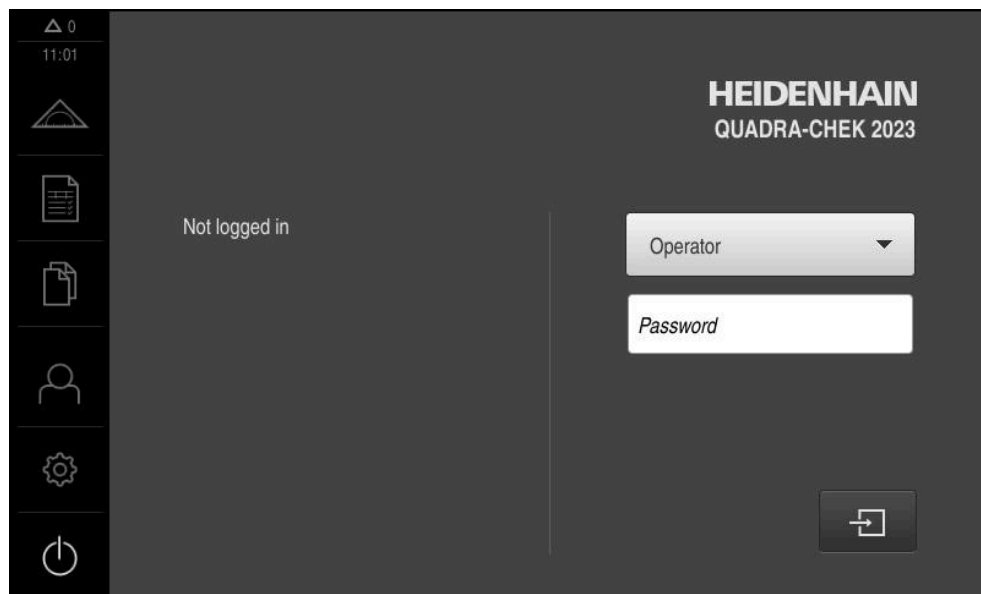 0
11:01
HEIDENHAIN
QUADRA-CHEK 2023
Not logged in
Operator
Password